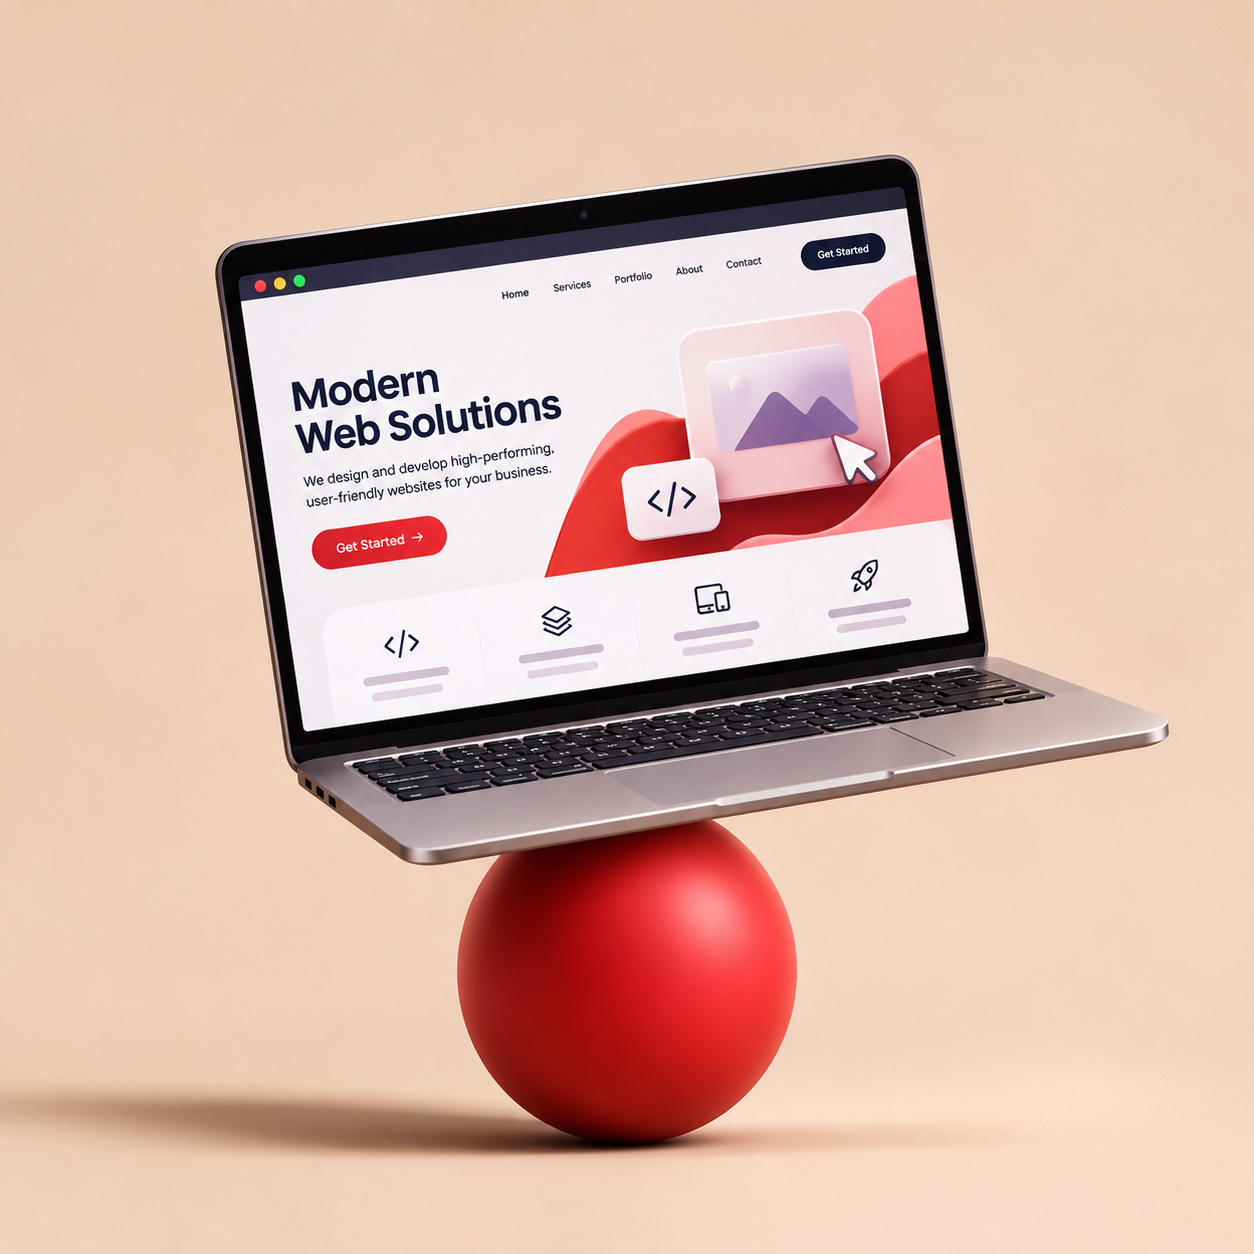 Home Services Portfolio About Contact Get Started
Modern
Web Solutions
We design and develop high-performing,
user-friendly websites for your business.
Get Started →